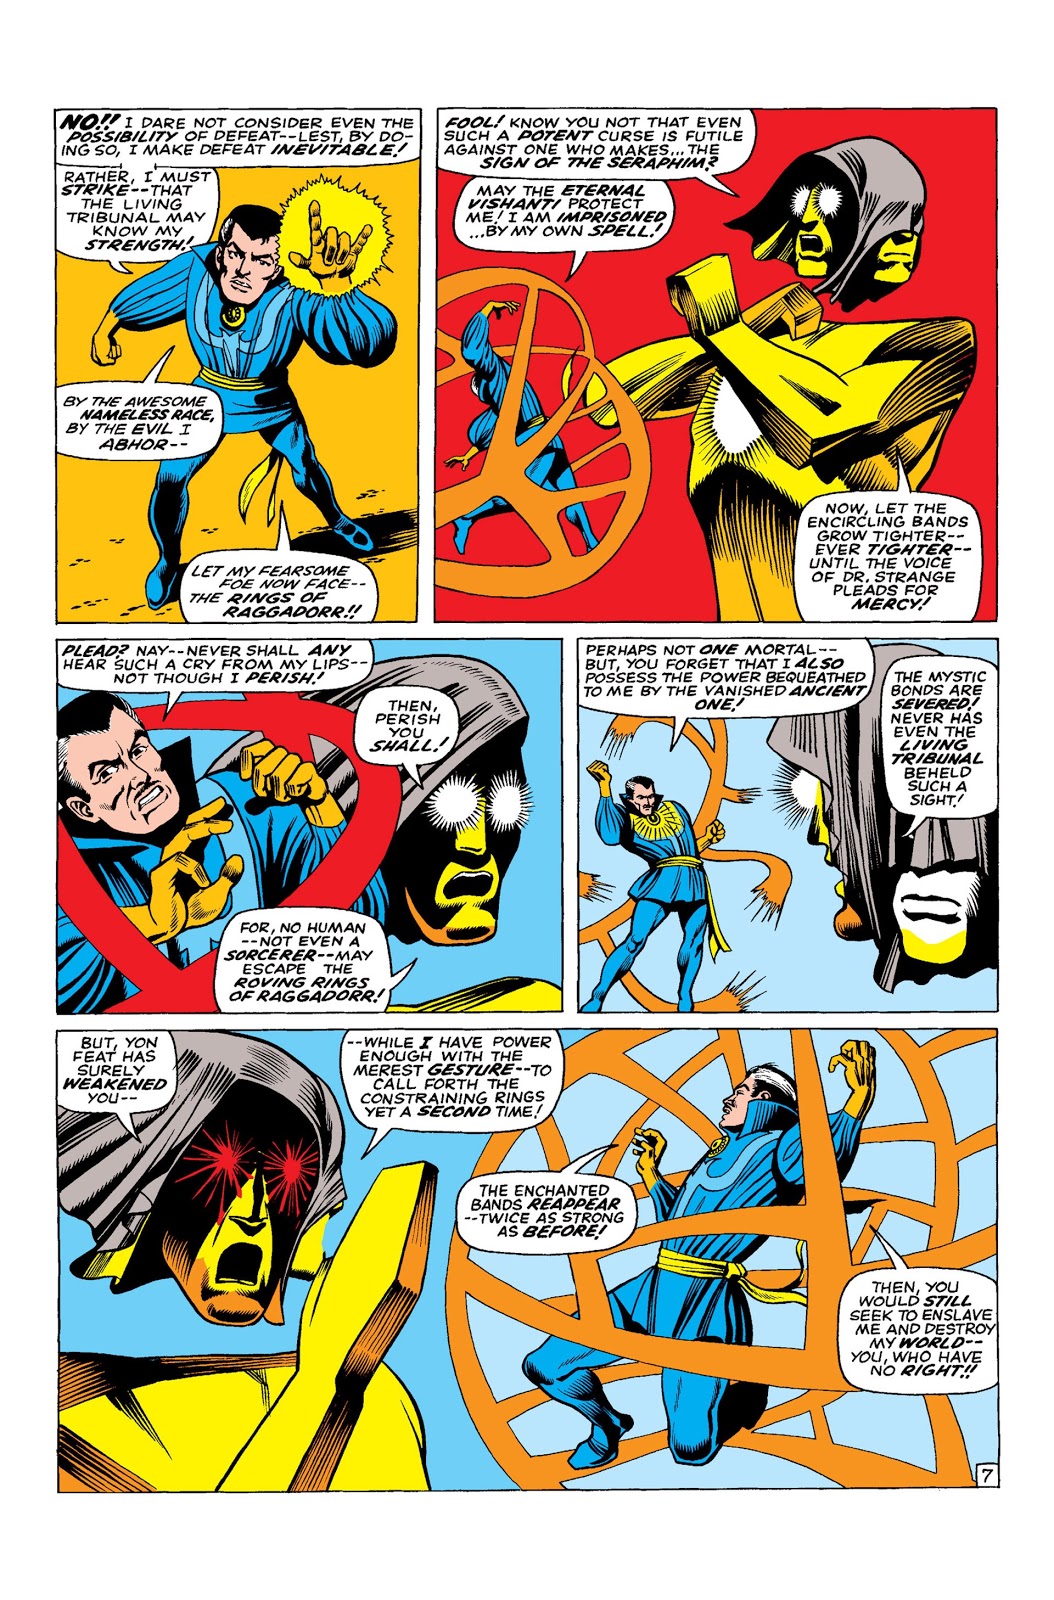 NO!! I DARE NOT CONSIDER EVEN THE
POSSIBILITY OF DEFEAT--LEST, BY DO-
ING SO, I MAKE DEFEAT INEVITABLE!
RATHER, I MUST
STRIKE--THAT
THE LIVING
TRIBUNAL MAY
KNOW MY
STRENGTH!
BY THE AWESOME
NAMELESS RACE,
BY THE EVIL I
ABHOR--
LET MY FEARSOME
FOE NOW FACE--
THE RINGS OF
RAGGADORR!!
FOOL! KNOW YOU NOT THAT EVEN
SUCH A POTENT CURSE IS FUTILE
AGAINST ONE WHO MAKES...THE
SIGN OF THE SERAPHIM?
MAY THE ETERNAL
VISHANTI PROTECT
ME! I AM IMPRISONED
...BY MY OWN SPELL!
NOW, LET THE
ENCIRCLING BANDS
GROW TIGHTER--
EVER TIGHTER--
UNTIL THE VOICE
OF DR. STRANGE
PLEADS FOR
MERCY!
PLEAD? NAY--NEVER SHALL ANY
HEAR SUCH A CRY FROM MY LIPS--
NOT THOUGH I PERISH!
THEN,
PERISH
YOU
SHALL!
FOR, NO HUMAN
--NOT EVEN A
SORCERER--MAY
ESCAPE THE
ROVING RINGS
OF RAGGADORR!
PERHAPS NOT ONE MORTAL--
BUT, YOU FORGET THAT I ALSO
POSSESS THE POWER BEQUEATHED
TO ME BY THE VANISHED ANCIENT
ONE!
THE MYSTIC
BONDS ARE
SEVERED!
NEVER HAS
EVEN THE
LIVING
TRIBUNAL
BEHELD
SUCH A
SIGHT!
BUT, YON
FEAT HAS
SURELY
WEAKENED
YOU--
--WHILE I HAVE POWER
ENOUGH WITH THE
MEREST GESTURE--TO
CALL FORTH THE
CONSTRAINING RINGS
YET A SECOND TIME!
THE ENCHANTED
BANDS REAPPEAR
--TWICE AS STRONG
AS BEFORE!
THEN, YOU
WOULD STILL
SEEK TO ENSLAVE
ME AND DESTROY
MY WORLD--
YOU, WHO HAVE
NO RIGHT!!
7